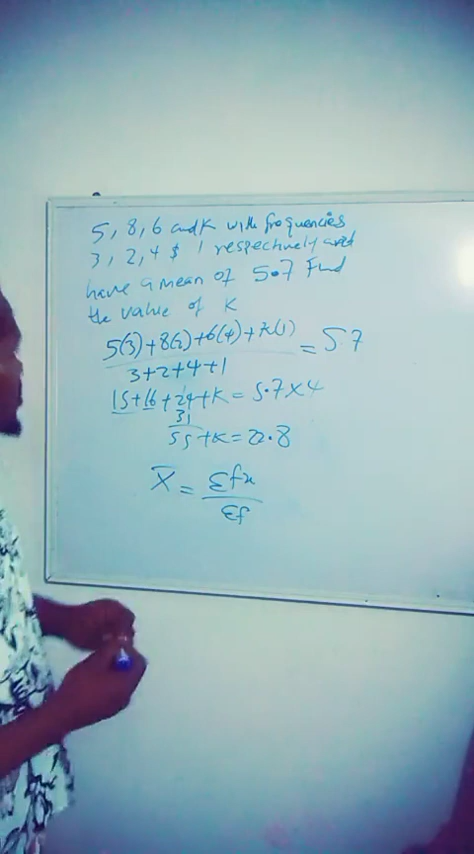 5, 8, 6 and K with frequencies
3, 2, 4 $ 1 respectively and
have a mean of 5.7 Find
the value of K
5(3)+8(2)+6(4)+K(1) = 5.7
3+2+4+1
15+16+24+K = 5.7x4
31
55+K = 22.8
X̅ = Σfx
Σf